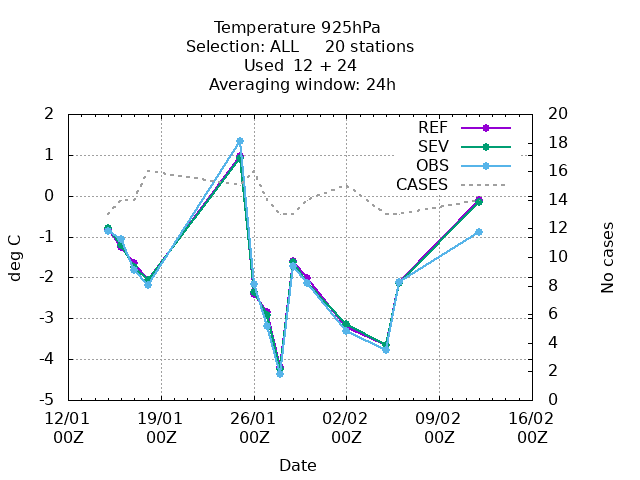 Temperature 925hPa
Selection: ALL 20 stations
Used 12 + 24
Averaging window: 24h
2
1
0
-1
-2
-3
-4
-5
deg C
20
18
16
14
12
10
8
6
4
2
0
No cases
REF
SEV
OBS
CASES
12/01 19/01 26/01 02/02 09/02 16/02
00Z 00Z 00Z 00Z 00Z 00Z
Date